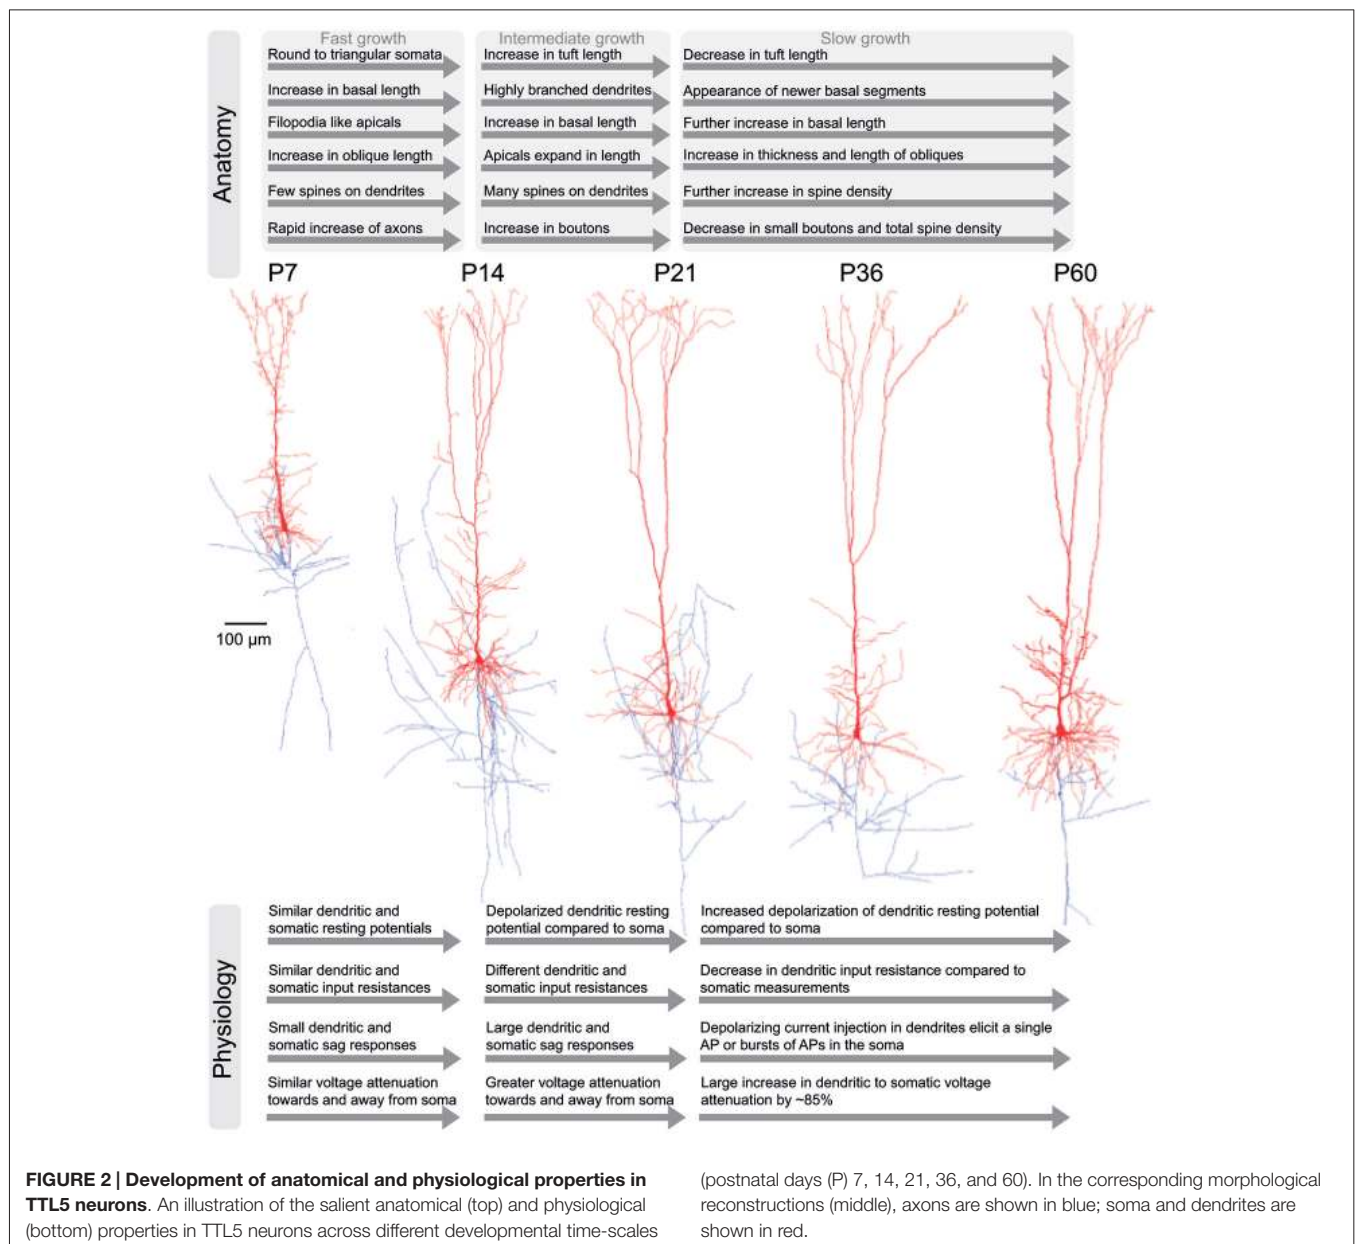 Anatomy
Fast growth
Round to triangular somata
Increase in basal length
Filopodia like apicals
Increase in oblique length
Few spines on dendrites
Rapid increase of axons
Intermediate growth
Increase in tuft length
Highly branched dendrites
Increase in basal length
Apicals expand in length
Many spines on dendrites
Increase in boutons
Slow growth
Decrease in tuft length
Appearance of newer basal segments
Further increase in basal length
Increase in thickness and length of obliques
Further increase in spine density
Decrease in small boutons and total spine density
P7
P14
P21
P36
P60
100 µm
Physiology
Similar dendritic and
somatic resting potentials
Similar dendritic and
somatic input resistances
Small dendritic and
somatic sag responses
Similar voltage attenuation
towards and away from soma
Depolarized dendritic resting
potential compared to soma
Different dendritic and
somatic input resistances
Large dendritic and
somatic sag responses
Greater voltage attenuation
towards and away from soma
Increased depolarization of dendritic resting potential
compared to soma
Decrease in dendritic input resistance compared to
somatic measurements
Depolarizing current injection in dendrites elicit a single
AP or bursts of APs in the soma
Large increase in dendritic to somatic voltage
attenuation by ~85%
FIGURE 2 | Development of anatomical and physiological properties in
TTL5 neurons. An illustration of the salient anatomical (top) and physiological
(bottom) properties in TTL5 neurons across different developmental time-scales
(postnatal days (P) 7, 14, 21, 36, and 60). In the corresponding morphological
reconstructions (middle), axons are shown in blue; soma and dendrites are
shown in red.